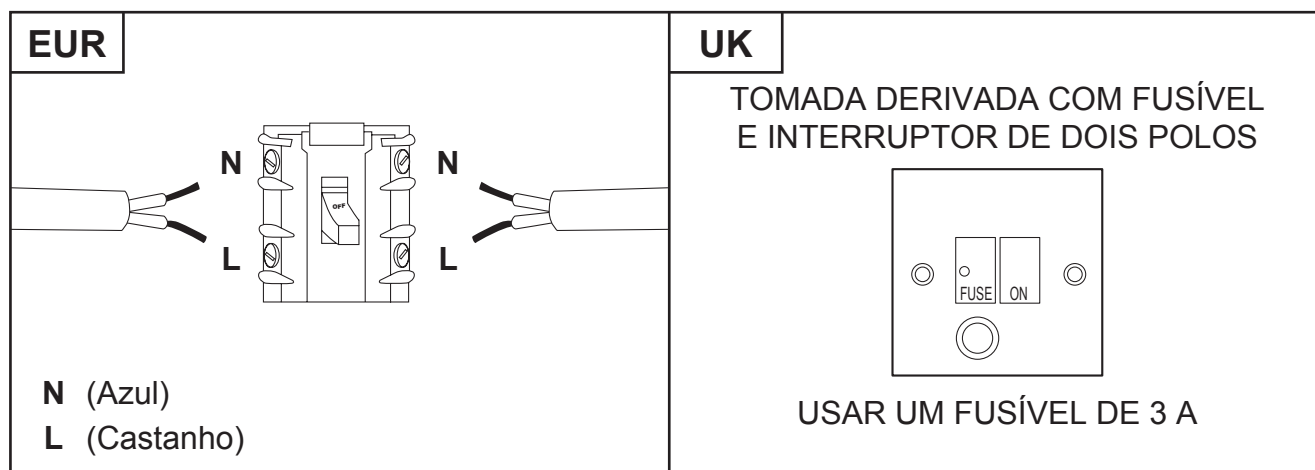 EUR
N
N
OFF
L
L
N (Azul)
L (Castanho)
UK
TOMADA DERIVADA COM FUSÍVEL
E INTERRUPTOR DE DOIS POLOS
FUSE ON
USAR UM FUSÍVEL DE 3 A